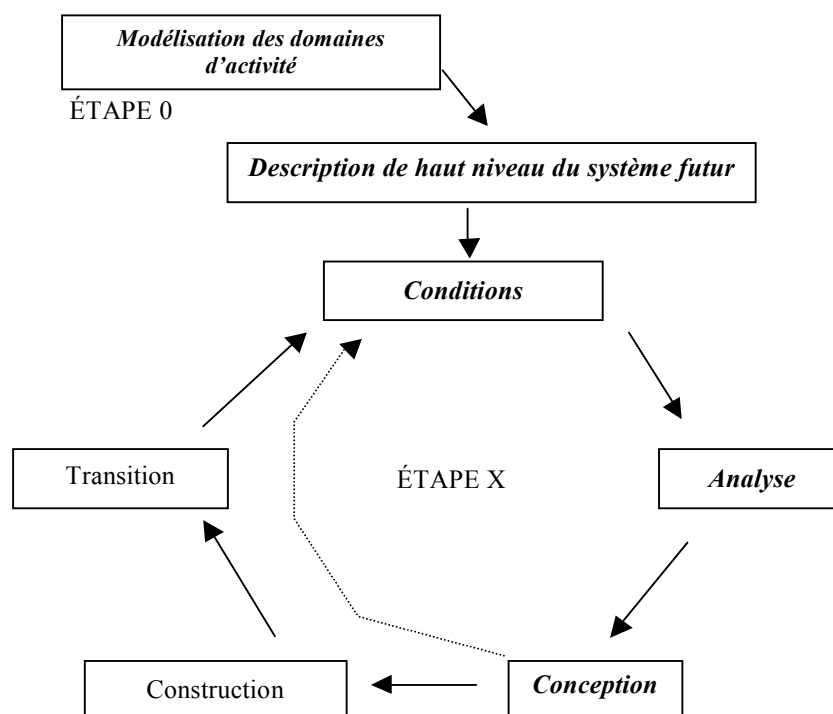 Modélisation des domaines
d’activité
ÉTAPE 0
Description de haut niveau du système futur
Conditions
Transition
ÉTAPE X
Analyse
Construction
Conception